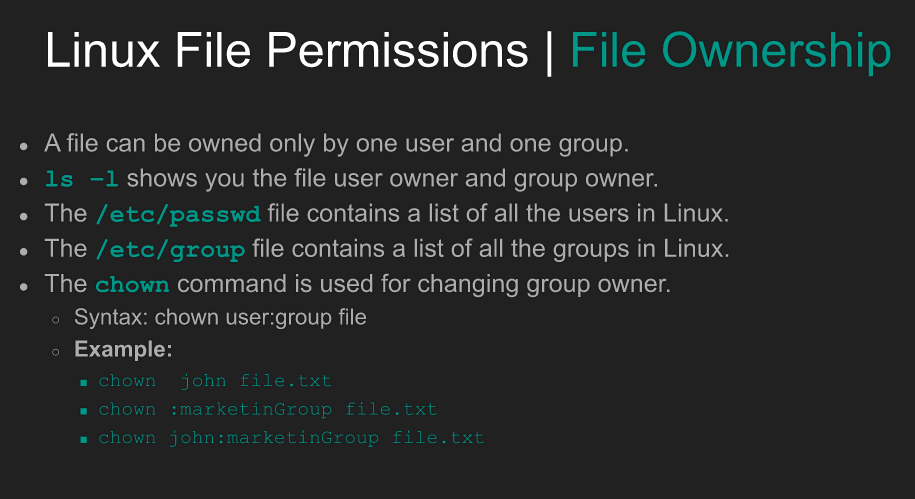 Linux File Permissions | File Ownership
● A file can be owned only by one user and one group.
● ls -l shows you the file user owner and group owner.
● The /etc/passwd file contains a list of all the users in Linux.
● The /etc/group file contains a list of all the groups in Linux.
● The chown command is used for changing group owner.
○ Syntax: chown user:group file
○ Example:
■ chown  john file.txt
■ chown :marketinGroup file.txt
■ chown john:marketinGroup file.txt